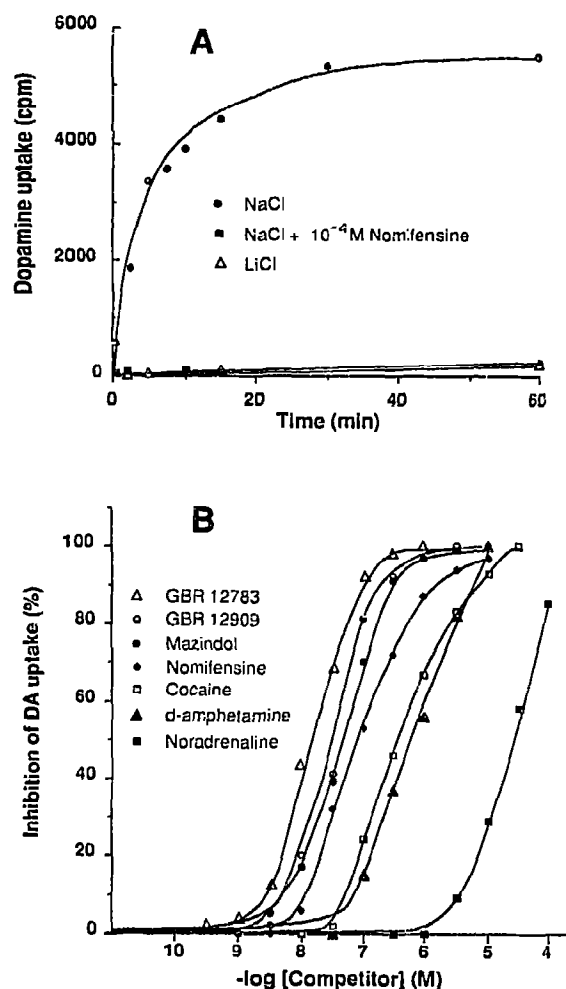 A
6000
4000
2000
0
Dopamine uptake (cpm)
NaCl
NaCl + 10⁻⁴M Nomifensine
LiCl
0 20 40 60
Time (min)
B
100
80
60
40
20
0
Inhibition of DA uptake (%)
GBR 12783
GBR 12909
Mazindol
Nomifensine
Cocaine
d-amphetamine
Noradrenaline
10 9 8 7 6 5 4
-log [Competitor] (M)